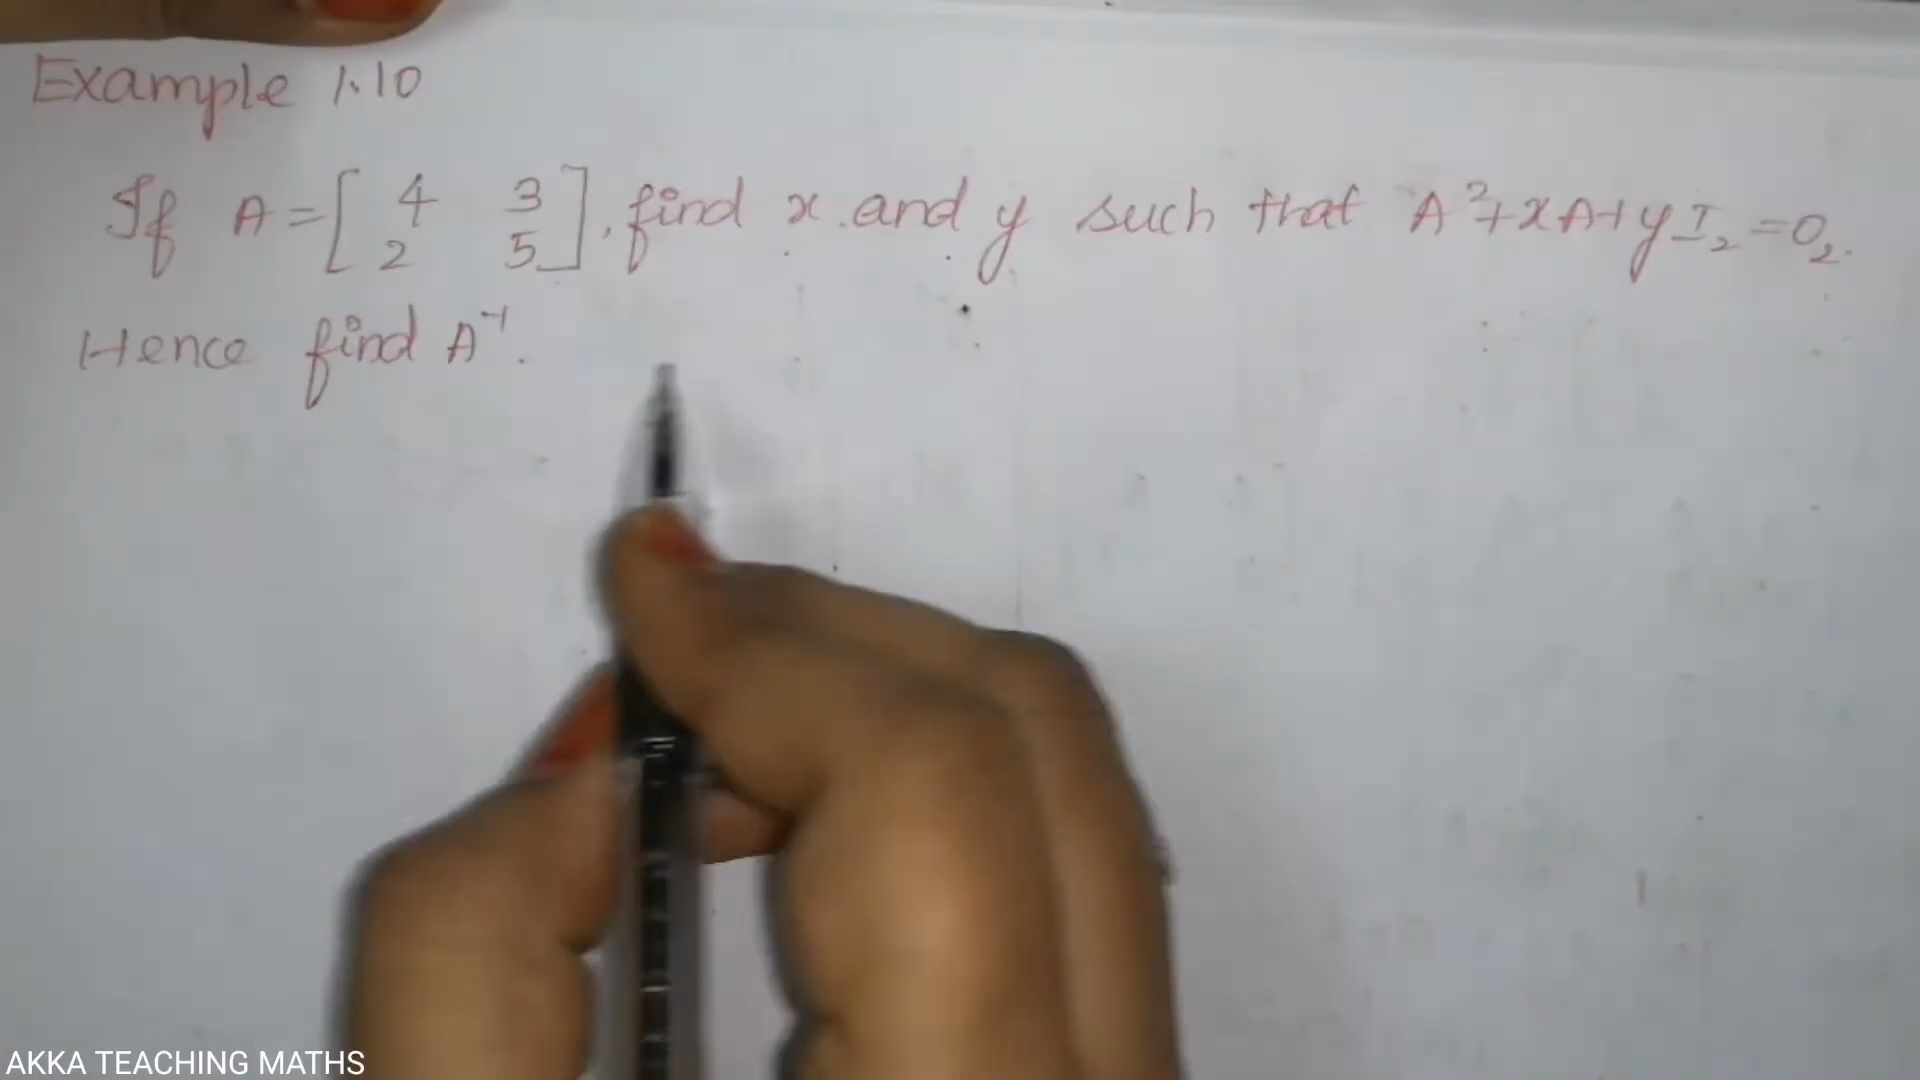 Example 1.10
If A = [ 4 3
2 5 ], find x and y such that A²+xA+yI₂=O₂.
Hence find A⁻¹.
AKKA TEACHING MATHS